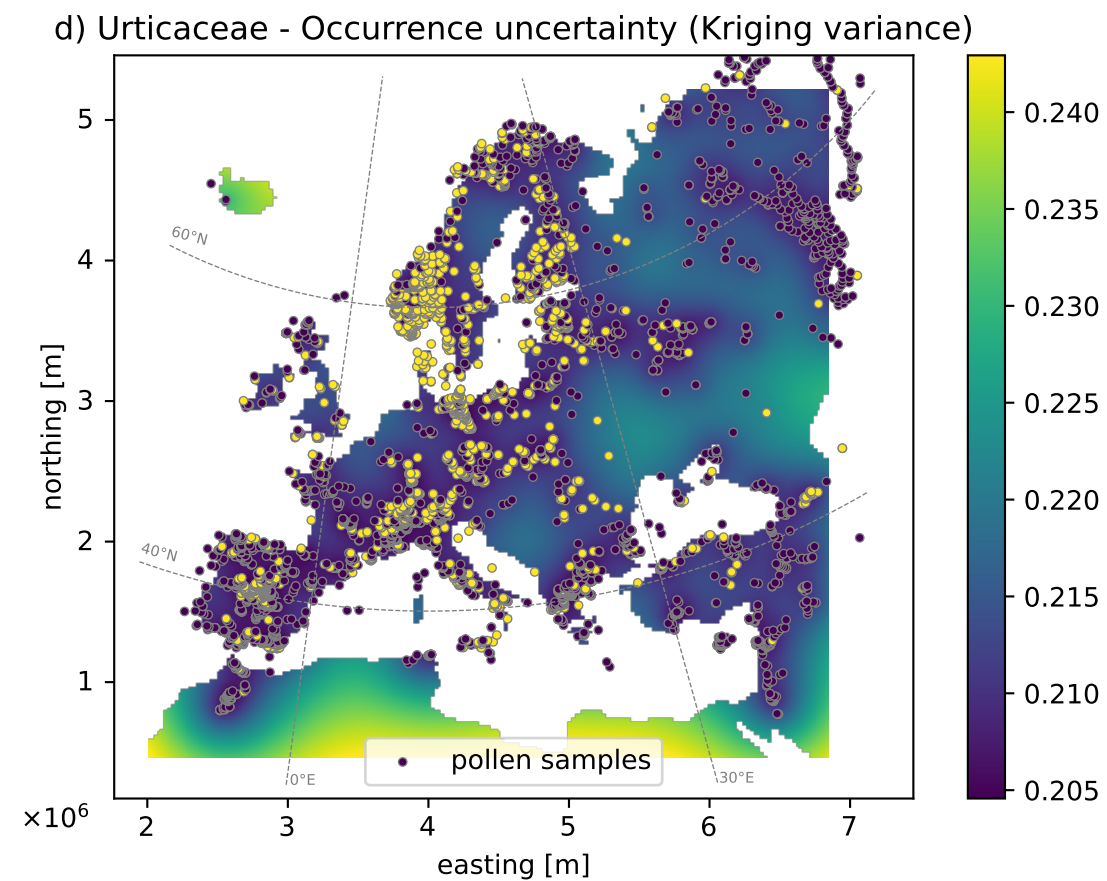 d) Urticaceae - Occurrence uncertainty (Kriging variance)
5
4
3
2
1
northing [m]
×10⁶
2 3 4 5 6 7
easting [m]
60°N
40°N
0°E
30°E
pollen samples
0.240
0.235
0.230
0.225
0.220
0.215
0.210
0.205